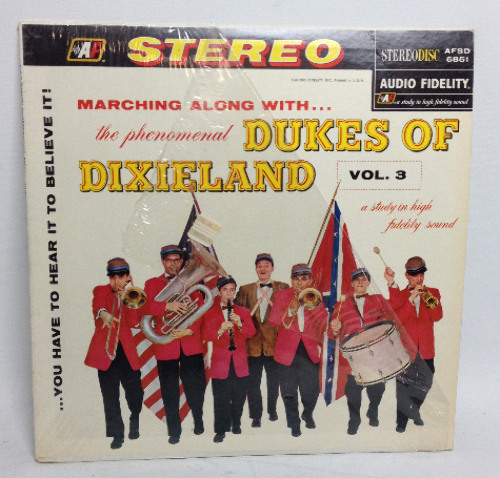 AF
STEREO
STEREODISC
AFSD
5851
AUDIO FIDELITY
AF a study in high fidelity sound
MARCHING ALONG WITH...
the phenomenal DUKES OF
DIXIELAND
VOL. 3
a study in high
fidelity sound
...YOU HAVE TO HEAR IT TO BELIEVE IT!